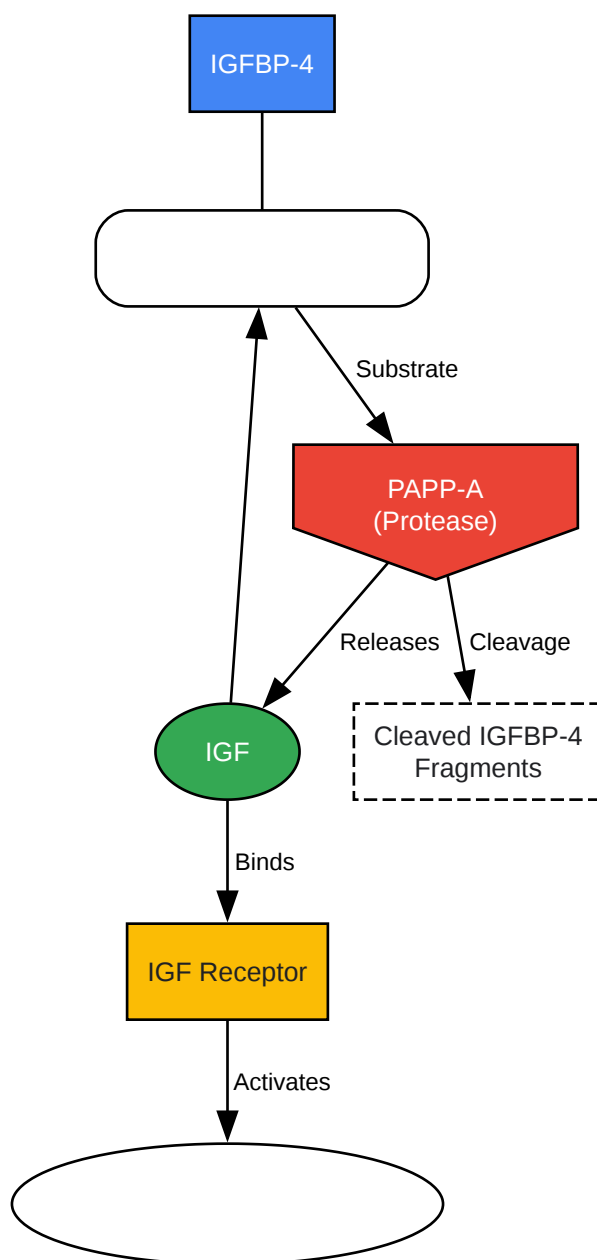 IGFBP-4
Substrate
PAPP-A
(Protease)
Releases
Cleavage
IGF
Cleaved IGFBP-4
Fragments
Binds
IGF Receptor
Activates